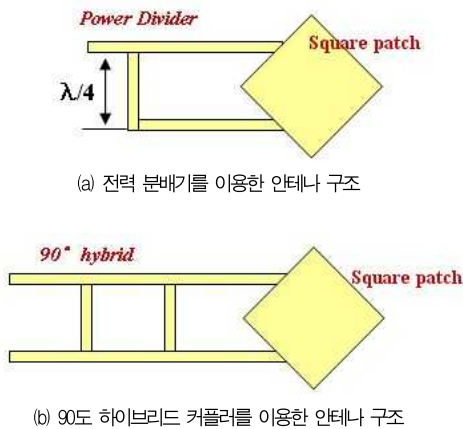 Power Divider
Square patch
λ/4
(a) 전력 분배기를 이용한 안테나 구조
90° hybrid
Square patch
(b) 90도 하이브리드 커플러를 이용한 안테나 구조